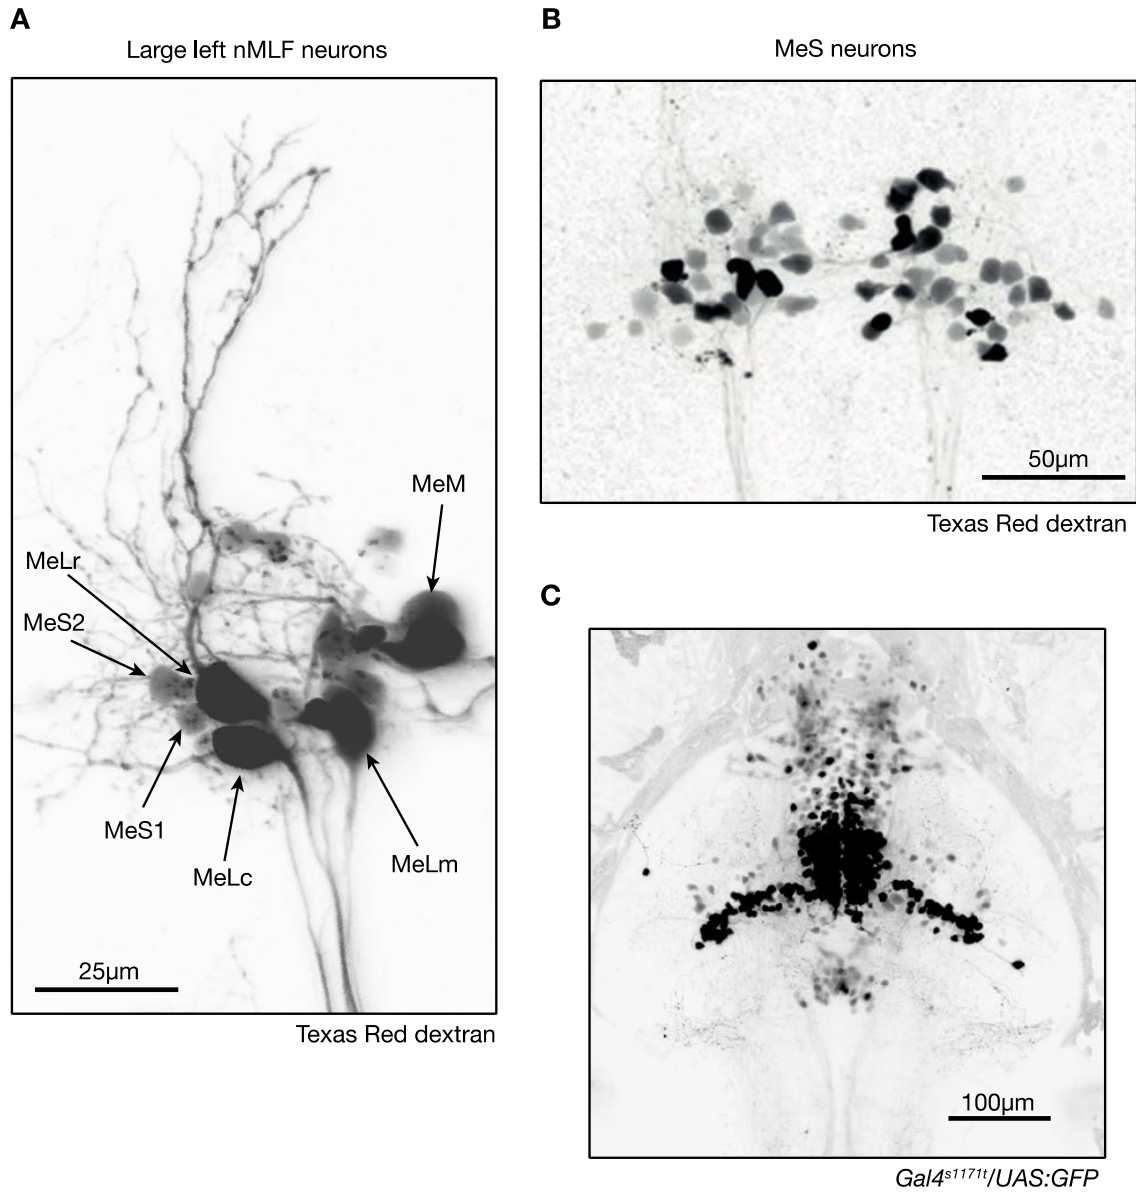 A
Large left nMLF neurons
MeM
MeLr
MeS2
MeS1
MeLc
MeLm
25µm
Texas Red dextran
B
MeS neurons
50µm
Texas Red dextran
C
100µm
Gal4s1171t/UAS:GFP